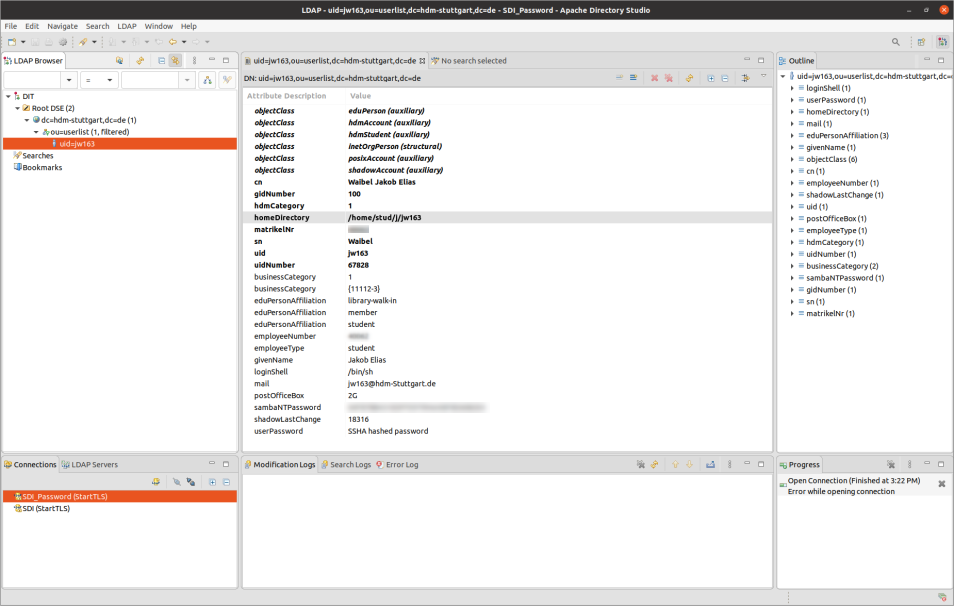 LDAP - uid=jw163,ou=userlist,dc=hdm-stuttgart,dc=de - SDI_Password - Apache Directory Studio
File Edit Navigate Search LDAP Window Help
LDAP Browser
=
DIT
Root DSE (2)
dc=hdm-stuttgart,dc=de (1)
ou=userlist (1, filtered)
uid=jw163
Searches
Bookmarks
uid=jw163,ou=userlist,dc=hdm-stuttgart,dc=de No search selected
DN: uid=jw163,ou=userlist,dc=hdm-stuttgart,dc=de
Attribute Description Value
objectClass eduPerson (auxiliary)
objectClass hdmAccount (auxiliary)
objectClass hdmStudent (auxiliary)
objectClass inetOrgPerson (structural)
objectClass posixAccount (auxiliary)
objectClass shadowAccount (auxiliary)
cn Waibel Jakob Elias
gidNumber 100
hdmCategory 1
homeDirectory /home/stud/j/jw163
matrikelNr
sn Waibel
uid jw163
uidNumber 67828
businessCategory 1
businessCategory {11112-3}
eduPersonAffiliation library-walk-in
eduPersonAffiliation member
eduPersonAffiliation student
employeeNumber
employeeType student
givenName Jakob Elias
loginShell /bin/sh
mail jw163@hdm-Stuttgart.de
postOfficeBox 2G
sambaNTPassword
shadowLastChange 18316
userPassword SSHA hashed password
Outline
uid=jw163,ou=userlist,dc=hdm-stuttgart,dc=
loginShell (1)
userPassword (1)
homeDirectory (1)
mail (1)
eduPersonAffiliation (3)
givenName (1)
objectClass (6)
cn (1)
employeeNumber (1)
shadowLastChange (1)
uid (1)
postOfficeBox (1)
employeeType (1)
hdmCategory (1)
uidNumber (1)
businessCategory (2)
sambaNTPassword (1)
gidNumber (1)
sn (1)
matrikelNr (1)
Connections LDAP Servers
SDI_Password (StartTLS)
SDI (StartTLS)
Modification Logs Search Logs Error Log
Progress
Open Connection (Finished at 3:22 PM)
Error while opening connection